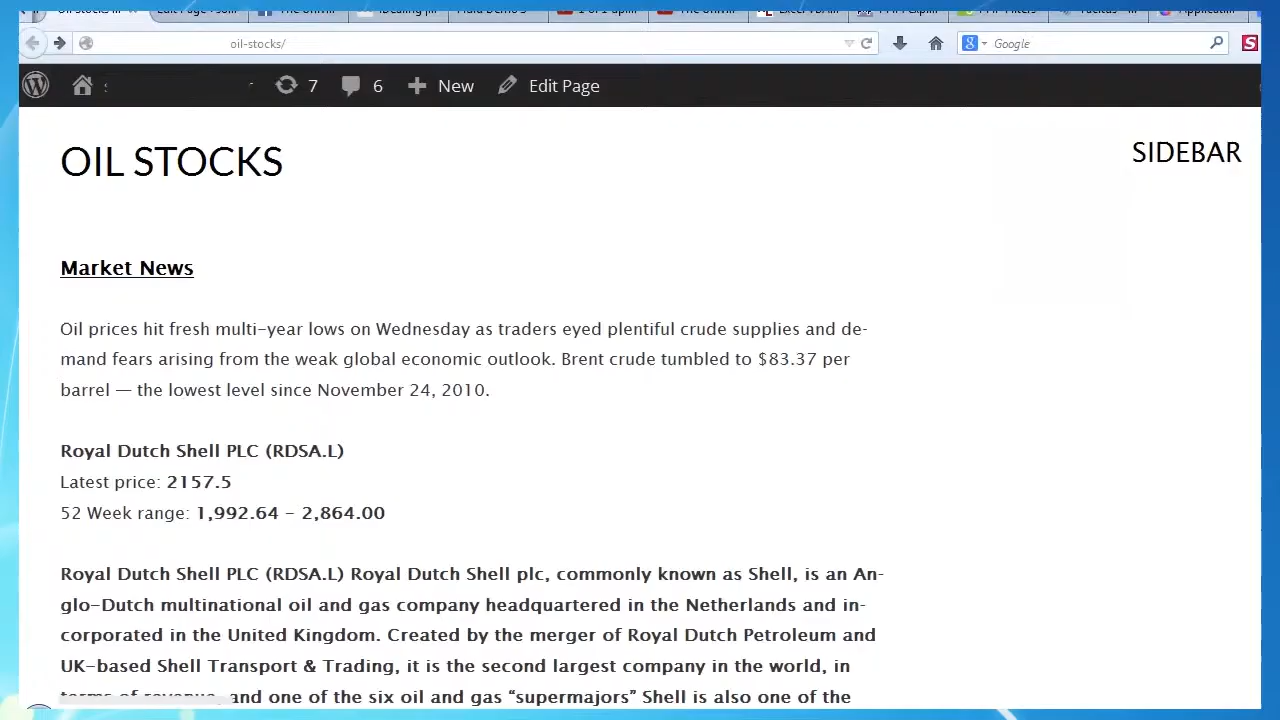 oil-stocks/
Google
7 6 New Edit Page
OIL STOCKS
SIDEBAR
Market News
Oil prices hit fresh multi-year lows on Wednesday as traders eyed plentiful crude supplies and de-
mand fears arising from the weak global economic outlook. Brent crude tumbled to $83.37 per
barrel — the lowest level since November 24, 2010.
Royal Dutch Shell PLC (RDSA.L)
Latest price: 2157.5
52 Week range: 1,992.64 – 2,864.00
Royal Dutch Shell PLC (RDSA.L) Royal Dutch Shell plc, commonly known as Shell, is an An-
glo-Dutch multinational oil and gas company headquartered in the Netherlands and in-
corporated in the United Kingdom. Created by the merger of Royal Dutch Petroleum and
UK-based Shell Transport & Trading, it is the second largest company in the world, in
terms of revenue, and one of the six oil and gas “supermajors” Shell is also one of the